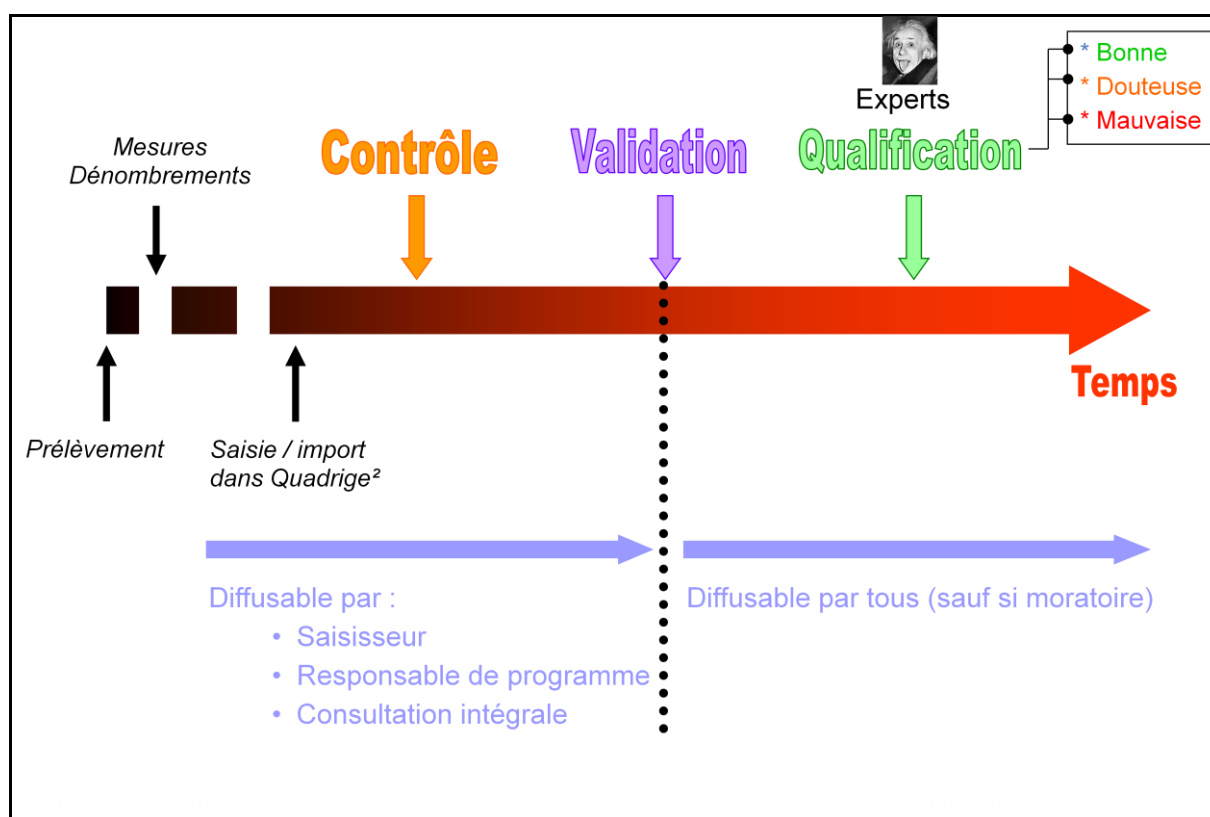 * Bonne
* Douteuse
* Mauvaise
Experts
Mesures
Dénombrements
Contrôle
Validation
Qualification
Temps
Prélèvement
Saisie / import
dans Quadrige²
Diffusable par :
• Saisisseur
• Responsable de programme
• Consultation intégrale
Diffusable par tous (sauf si moratoire)